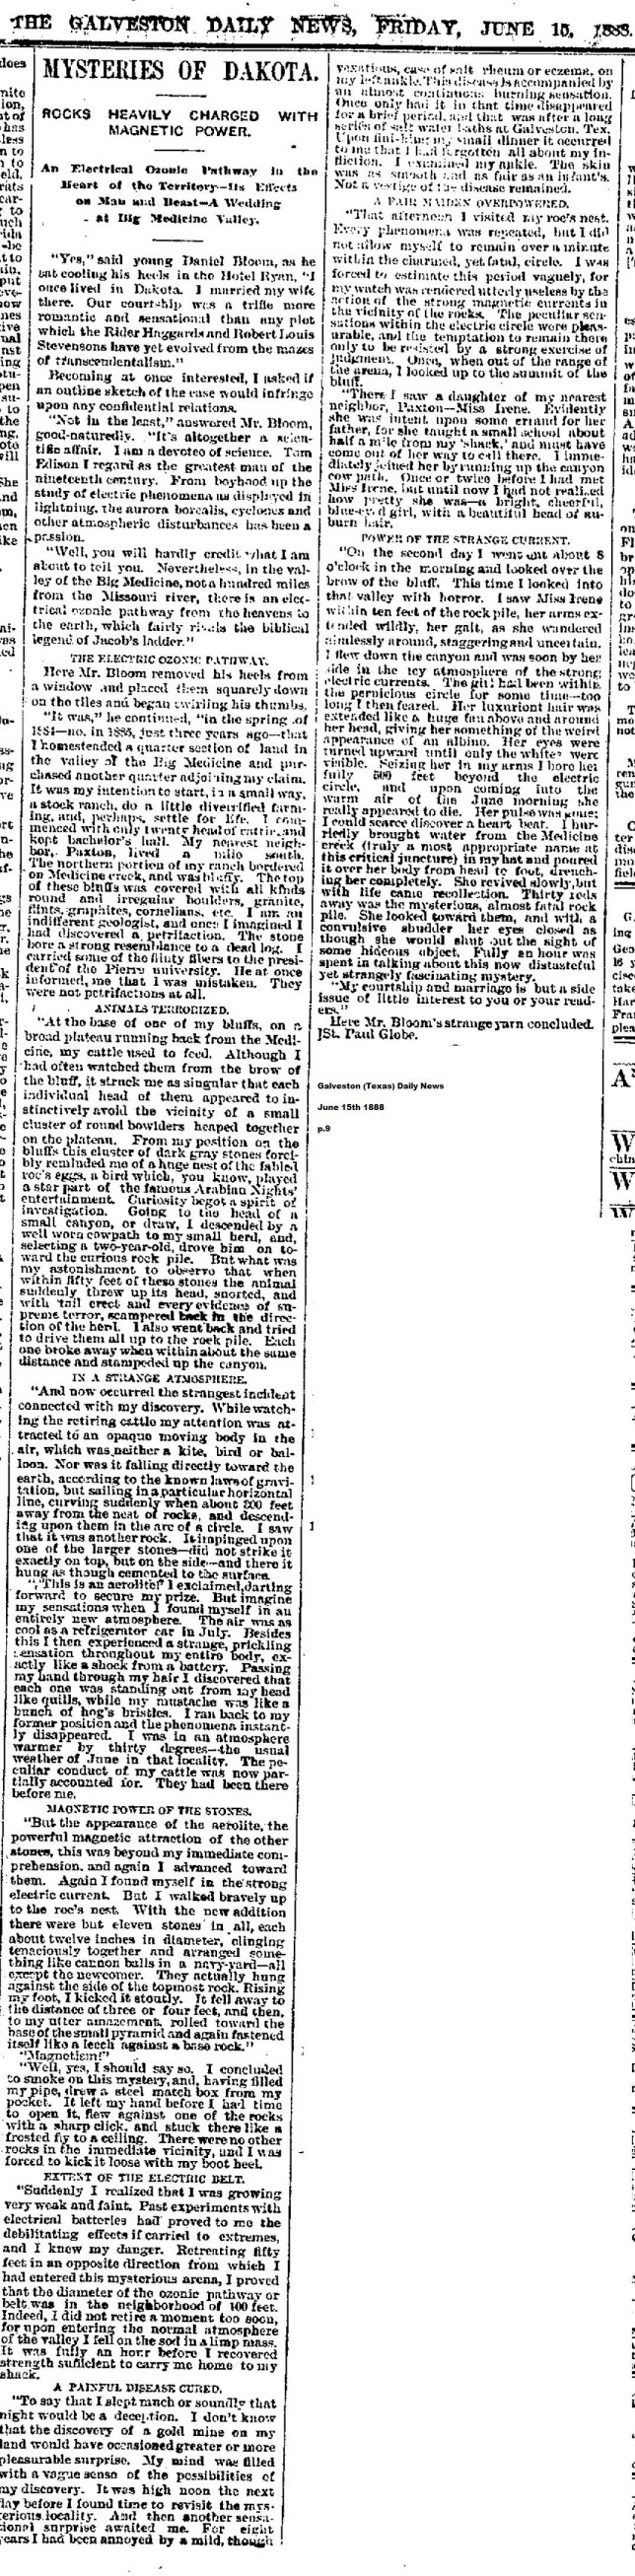 THE GALVESTON DAILY NEWS, FRIDAY, JUNE 15, 1888.
MYSTERIES OF DAKOTA.
ROCKS HEAVILY CHARGED WITH
MAGNETIC POWER.
An Electrical Ozonic Pathway in the
Heart of the Territory—Its Effects
on Man and Beast—A Wedding
at Big Medicine Valley.
"Yes," said young Daniel Bloom, as he
sat cooling his heels in the Hotel Ryan, "I
once lived in Dakota. I married my wife
there. Our courtship was a trifle more
romantic and sensational than any plot
which the Rider Haggards and Robert Louis
Stevensons have yet evolved from the mazes
of transcendentalism."
Becoming at once interested, I asked if
an outline sketch of the case would infringe
upon any confidential relations.
"Not in the least," answered Mr. Bloom,
good-naturedly. "It's altogether a scien-
tific affair. I am a devotee of science. Tom
Edison I regard as the greatest man of the
nineteenth century. From boyhood up the
study of electric phenomena as displayed in
lightning, the aurora borealis, cyclones and
other atmospheric disturbances has been a
passion.
"Well, you will hardly credit what I am
about to tell you. Nevertheless, in the val-
ley of the Big Medicine, not a hundred miles
from the Missouri river, there is an elec-
trical ozonic pathway from the heavens to
the earth, which fairly rivals the biblical
legend of Jacob's ladder."
THE ELECTRIC OZONIC PATHWAY.
Here Mr. Bloom removed his heels from
a window and placed them squarely down
on the tiles and began twirling his thumbs.
"It was," he continued, "in the spring of
1884—no, in 1885, just three years ago—that
I homesteaded a quarter section of land in
the valley of the Big Medicine and pur-
chased another quarter adjoining my claim.
It was my intention to start, in a small way,
a stock ranch, do a little diversified farm-
ing, and, perhaps, settle for life. I com-
menced with only twenty head of cattle, and
kept bachelor's hall. My nearest neigh-
bor, Paxton, lived a mile south.
The northern portion of my ranch bordered
on Medicine creek, and was bluffy. The top
of these bluffs was covered with all kinds
round and irregular boulders, granite,
flints, graphites, cornelians, etc. I am an
indifferent geologist, and once I imagined I
had discovered a petrifaction. The stone
bore a strong resemblance to a dead log. I
carried some of the flinty fibers to the presi-
dent of the Pierre university. He at once
informed me that I was mistaken. They
were not petrifactions at all.
ANIMALS TERRORIZED.
"At the base of one of my bluffs, on a
broad plateau running back from the Medi-
cine, my cattle used to feed. Although I
had often watched them from the brow of
the bluff, it struck me as singular that each
individual head of them appeared to in-
stinctively avoid the vicinity of a small
cluster of round bowlders heaped together
on the plateau. From my position on the
bluffs this cluster of dark gray stones forci-
bly reminded me of a huge nest of the fabled
roc's eggs, a bird which, you know, played
a star part of the famous Arabian Nights'
entertainment. Curiosity begot a spirit of
investigation. Going to the head of a
small canyon, or draw, I descended by a
well worn cowpath to my small herd, and,
selecting a two-year-old, drove him on to-
ward the curious rock pile. But what was
my astonishment to observe that when
within fifty feet of these stones the animal
suddenly threw up its head, snorted, and
with tail erect and every evidence of su-
preme terror, scampered back in the direc-
tion of the herd. I also went back and tried
to drive them all up to the rock pile. Each
one broke away when within about the same
distance and stampeded up the canyon.
IN A STRANGE ATMOSPHERE.
"And now occurred the strangest incident
connected with my discovery. While watch-
ing the retiring cattle my attention was at-
tracted to an opaque moving body in the
air, which was neither a kite, bird or bal-
loon. Nor was it falling directly toward the
earth, according to the known laws of gravi-
tation, but sailing in a particular horizontal
line, curving suddenly when about 200 feet
away from the nest of rocks, and descend-
ing upon them in the arc of a circle. I saw
that it was another rock. It impinged upon
one of the larger stones—did not strike it
exactly on top, but on the side—and there it
hung as though cemented to the surface.
"'This is an aerolite!' I exclaimed, darting
forward to secure my prize. But imagine
my sensations when I found myself in an
entirely new atmosphere. The air was as
cool as a refrigerator car in July. Besides
this I then experienced a strange, prickling
sensation throughout my entire body, ex-
actly like a shock from a battery. Passing
my hand through my hair I discovered that
each one was standing out from my head
like quills, while my mustache was like a
bunch of hog's bristles. I ran back to my
former position and the phenomena instant-
ly disappeared. I was in an atmosphere
warmer by thirty degrees—the usual
weather of June in that locality. The pe-
culiar conduct of my cattle was now par-
tially accounted for. They had been there
before me.
MAGNETIC POWER OF THE STONES.
"But the appearance of the aerolite, the
powerful magnetic attraction of the other
stones, this was beyond my immediate com-
prehension, and again I advanced toward
them. Again I found myself in the strong
electric current. But I walked bravely up
to the roc's nest. With the new addition
there were but eleven stones in all, each
about twelve inches in diameter, clinging
tenaciously together and arranged some-
thing like cannon balls in a navy-yard—all
except the newcomer. They actually hung
against the side of the topmost rock. Rising
my foot, I kicked it stoutly. It fell away to
the distance of three or four feet, and then,
to my utter amazement, rolled toward the
base of the small pyramid and again fastened
itself like a leech against a base rock."
"Magnetism!"
"Well, yes, I should say so. I concluded
to smoke on this mystery, and, having filled
my pipe, drew a steel match box from my
pocket. It left my hand before I had time
to open it, flew against one of the rocks
with a sharp click, and stuck there like a
frosted fly to a ceiling. There were no other
rocks in the immediate vicinity, and I was
forced to kick it loose with my boot heel.
EXTENT OF THE ELECTRIC BELT.
"Suddenly I realized that I was growing
very weak and faint. Past experiments with
electrical batteries had proved to me the
debilitating effects if carried to extremes,
and I knew my danger. Retreating fifty
feet in an opposite direction from which I
had entered this mysterious arena, I proved
that the diameter of the ozonic pathway or
belt was in the neighborhood of 100 feet.
Indeed, I did not retire a moment too soon,
for upon entering the normal atmosphere
of the valley I fell on the sod in a limp mass.
It was fully an hour before I recovered
strength sufficient to carry me home to my
shack.
A PAINFUL DISEASE CURED.
"To say that I slept much or soundly that
night would be a deception. I don't know
that the discovery of a gold mine on my
land would have occasioned greater or more
pleasurable surprise. My mind was filled
with a vague sense of the possibilities of
my discovery. It was high noon the next
day before I found time to revisit the mys-
terious locality. And then another sensa-
tional surprise awaited me. For eight
years I had been annoyed by a mild, though
vexatious, case of salt rheum or eczema, on
my left ankle. This disease is accompanied by
an almost continuous burning sensation.
Once only had it in that time disappeared
for a brief period, and that was after a long
series of salt water baths at Galveston, Tex.
Upon finishing my small dinner it occurred
to me that I had forgotten all about my in-
fliction. I examined my ankle. The skin
was as smooth and as fair as an infant's.
Not a vestige of the disease remained.
A FAIR MAIDEN OVERPOWERED.
"That afternoon I visited my roc's nest.
Every phenomena was repeated, but I did
not allow myself to remain over a minute
within the charmed, yet fatal, circle. I was
forced to estimate this period vaguely, for
my watch was rendered utterly useless by the
action of the strong magnetic currents in
the vicinity of the rocks. The peculiar sen-
sations within the electric circle were pleas-
urable, and the temptation to remain there
only to be resisted by a strong exercise of
judgment. Once, when out of the range of
the arena, I looked up to the summit of the
bluff.
"There I saw a daughter of my nearest
neighbor, Paxton—Miss Irene. Evidently
she was intent upon some errand for her
father, for she taught a small school about
half a mile from my 'shack,' and must have
come out of her way to call there. I imme-
diately joined her by running up the canyon
cow path. Once or twice before I had met
Miss Irene, but until now I had not realized
how pretty she was—a bright, cheerful,
blue-eyed girl, with a beautiful head of au-
burn hair.
POWER OF THE STRANGE CURRENT.
"On the second day I went out about 8
o'clock in the morning and looked over the
brow of the bluff. This time I looked into
that valley with horror. I saw Miss Irene
within ten feet of the rock pile, her arms ex-
tended wildly, her gait, as she wandered
aimlessly around, staggering and uncertain.
I flew down the canyon and was soon by her
side in the icy atmosphere of the strong
electric currents. The girl had been within
the pernicious circle for some time—too
long I then feared. Her luxuriont hair was
extended like a huge fan above and around
her head, giving her something of the weird
appearance of an albino. Her eyes were
turned upward until only the whites were
visible. Seizing her in my arms I bore her
fully 500 feet beyond the electric
circle, and upon coming into the
warm air of the June morning she
really appeared to die. Her pulse was gone;
I could scarce discover a heart beat. I hur-
riedly brought water from the Medicine
creek (truly a most appropriate name at
this critical juncture) in my hat and poured
it over her body from head to foot, drench-
ing her completely. She revived slowly, but
with life came recollection. Thirty rods
away was the mysterious, almost fatal rock
pile. She looked toward them, and with a
convulsive shudder her eyes closed as
though she would shut out the sight of
some hideous object. Fully an hour was
spent in talking about this now distasteful
yet strangely fascinating mystery.
"My courtship and marriage is but a side
issue of little interest to you or your read-
ers."
Here Mr. Bloom's strange yarn concluded.
[St. Paul Globe.
Galveston (Texas) Daily News
June 15th 1888
p.9